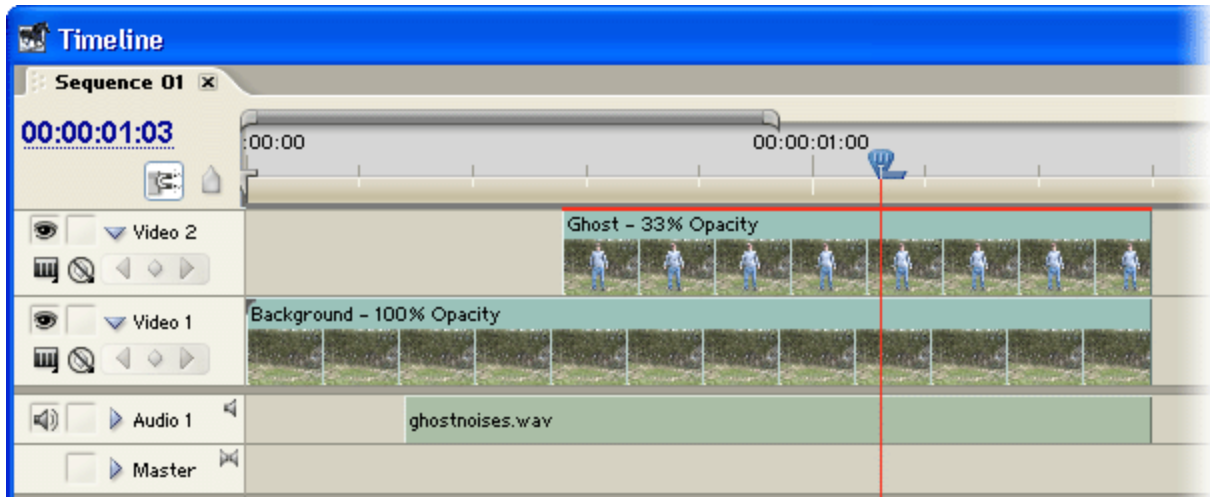 Timeline
Sequence 01
00:00:01:03
:00:00
00:00:01:00
Video 2
Ghost - 33% Opacity
Video 1
Background - 100% Opacity
Audio 1
ghostnoises.wav
Master